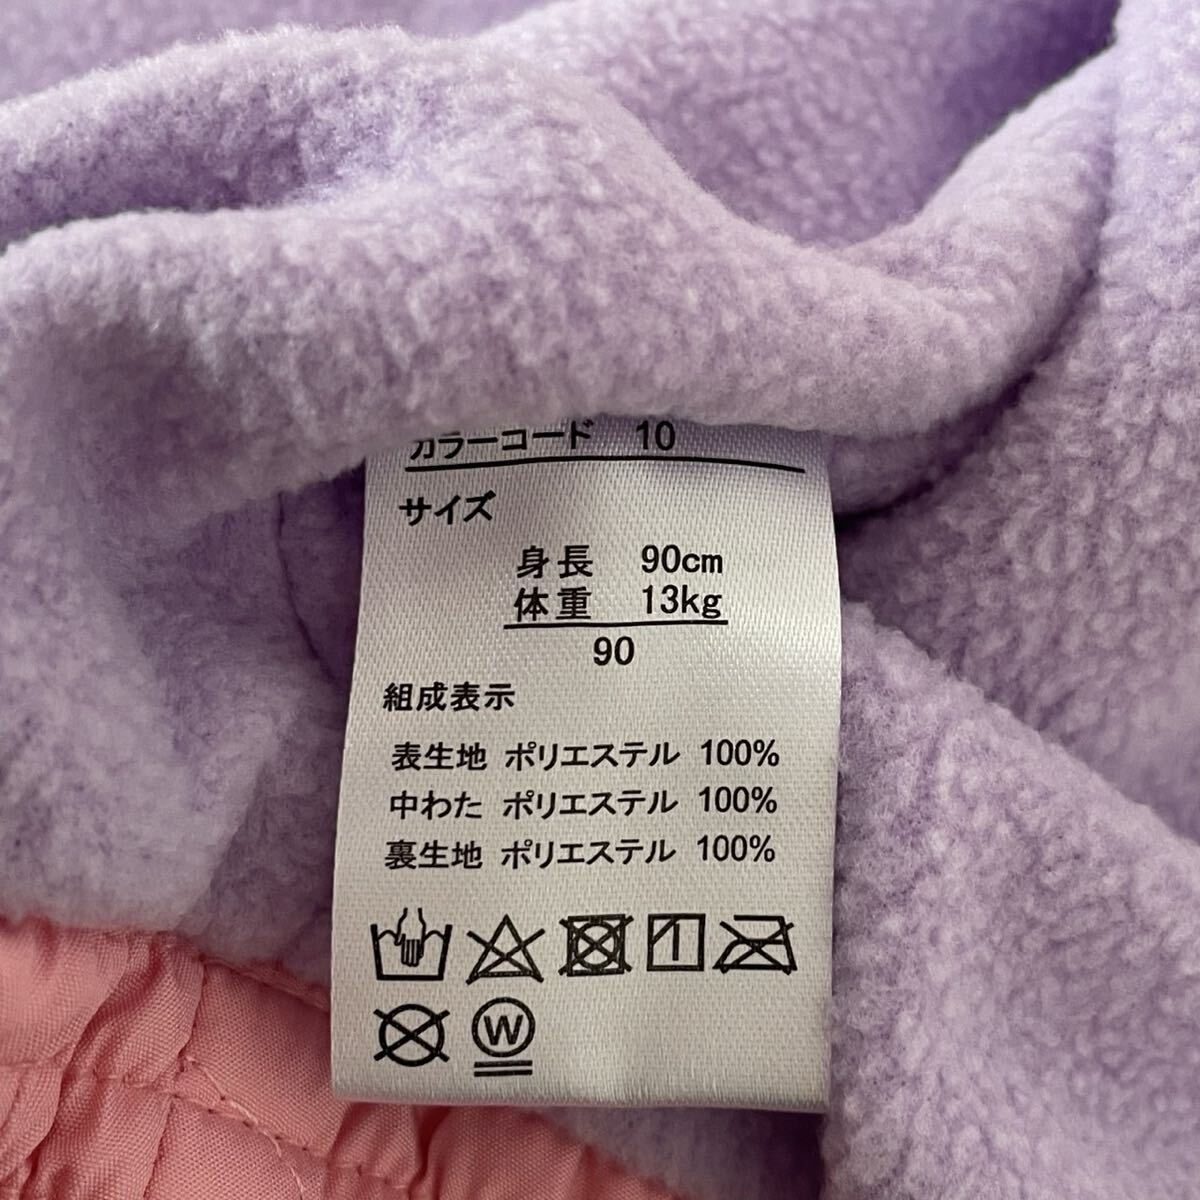 カラーコード 10
サイズ
身長 90cm
体重 13kg
90
組成表示
表生地 ポリエステル 100%
中わた ポリエステル 100%
裏生地 ポリエステル 100%
W